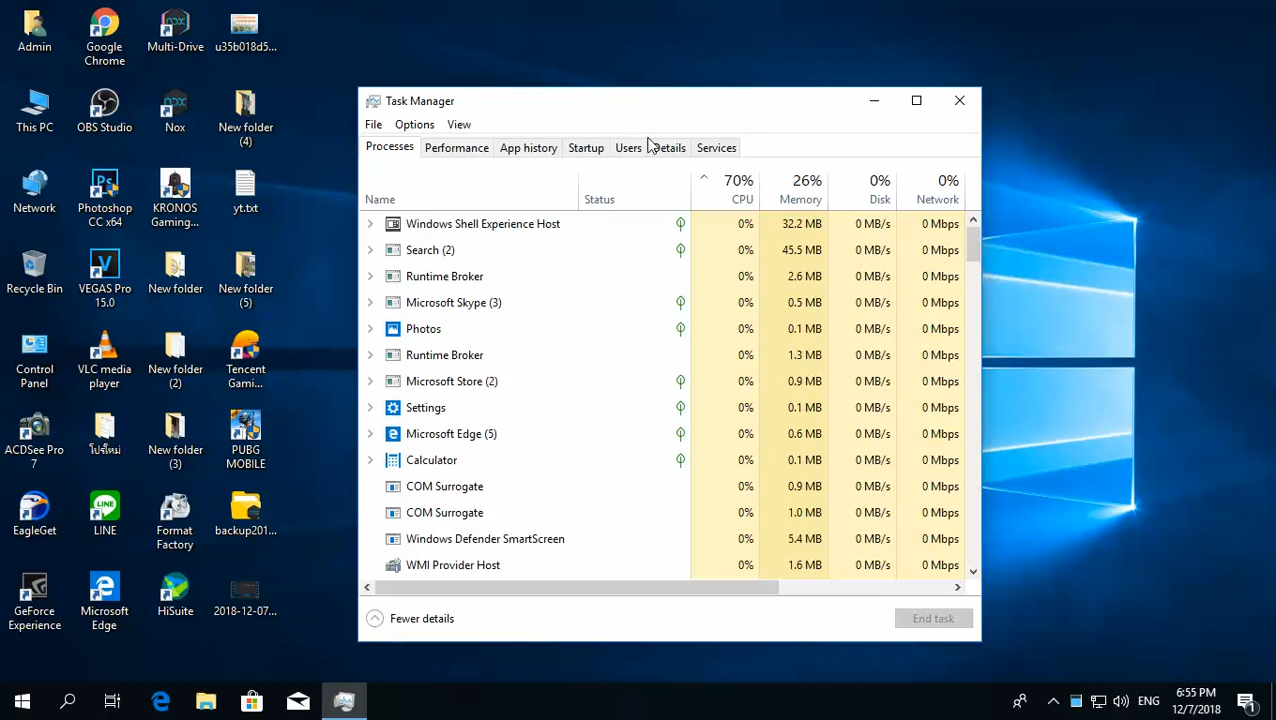 Admin
Google
Chrome
Multi-Drive
u35b018d5...
This PC
OBS Studio
Nox
New folder
(4)
Network
Photoshop
CC x64
KRONOS
Gaming...
yt.txt
Recycle Bin
VEGAS Pro
15.0
New folder
New folder
(5)
Control
Panel
VLC media
player
New folder
(2)
Tencent
Gami...
ACDSee Pro
7
โปรใหม่
New folder
(3)
PUBG
MOBILE
EagleGet
LINE
Format
Factory
backup201...
GeForce
Experience
Microsoft
Edge
HiSuite
2018-12-07...
Task Manager
File Options View
Processes Performance App history Startup Users Details Services
70% 26% 0% 0%
Name Status CPU Memory Disk Network
Windows Shell Experience Host 0% 32.2 MB 0 MB/s 0 Mbps
Search (2) 0% 45.5 MB 0 MB/s 0 Mbps
Runtime Broker 0% 2.6 MB 0 MB/s 0 Mbps
Microsoft Skype (3) 0% 0.5 MB 0 MB/s 0 Mbps
Photos 0% 0.1 MB 0 MB/s 0 Mbps
Runtime Broker 0% 1.3 MB 0 MB/s 0 Mbps
Microsoft Store (2) 0% 0.9 MB 0 MB/s 0 Mbps
Settings 0% 0.1 MB 0 MB/s 0 Mbps
Microsoft Edge (5) 0% 0.6 MB 0 MB/s 0 Mbps
Calculator 0% 0.1 MB 0 MB/s 0 Mbps
COM Surrogate 0% 0.9 MB 0 MB/s 0 Mbps
COM Surrogate 0% 1.0 MB 0 MB/s 0 Mbps
Windows Defender SmartScreen 0% 5.4 MB 0 MB/s 0 Mbps
WMI Provider Host 0% 1.6 MB 0 MB/s 0 Mbps
Fewer details End task
ENG
6:55 PM
12/7/2018
1